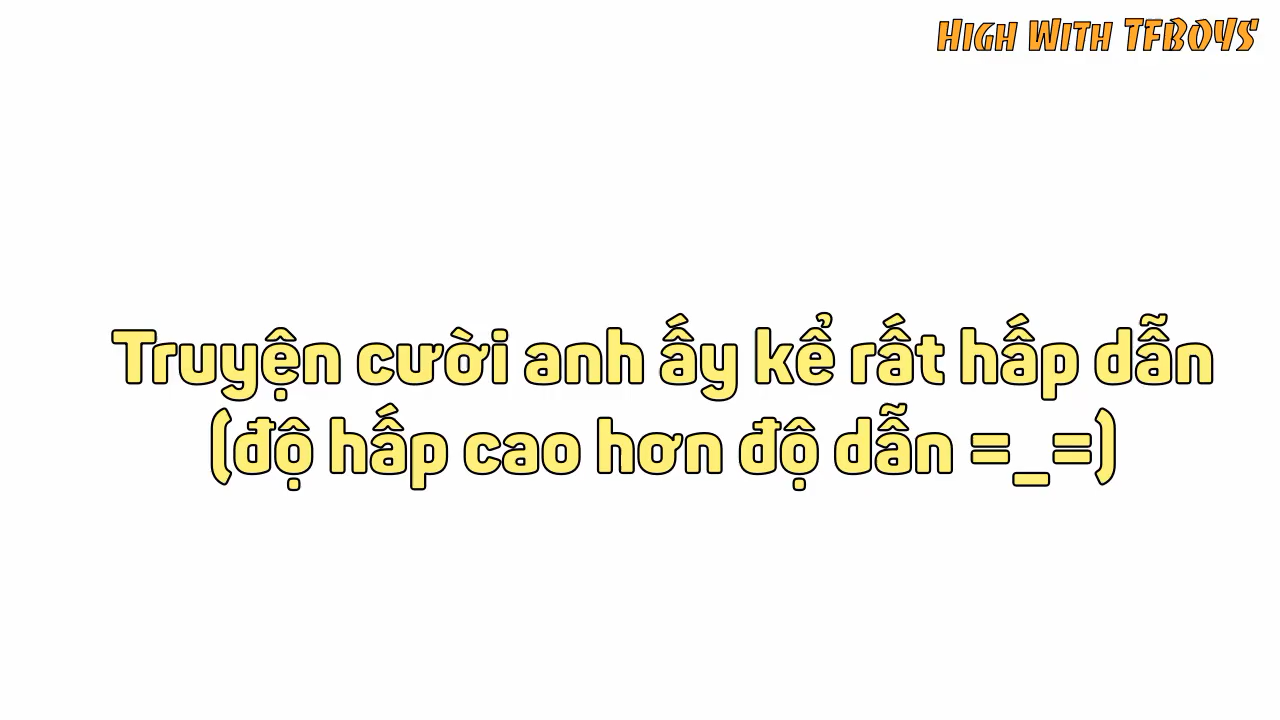 High With TFBOYS
Truyện cười anh ấy kể rất hấp dẫn
(độ hấp cao hơn độ dẫn =_=)